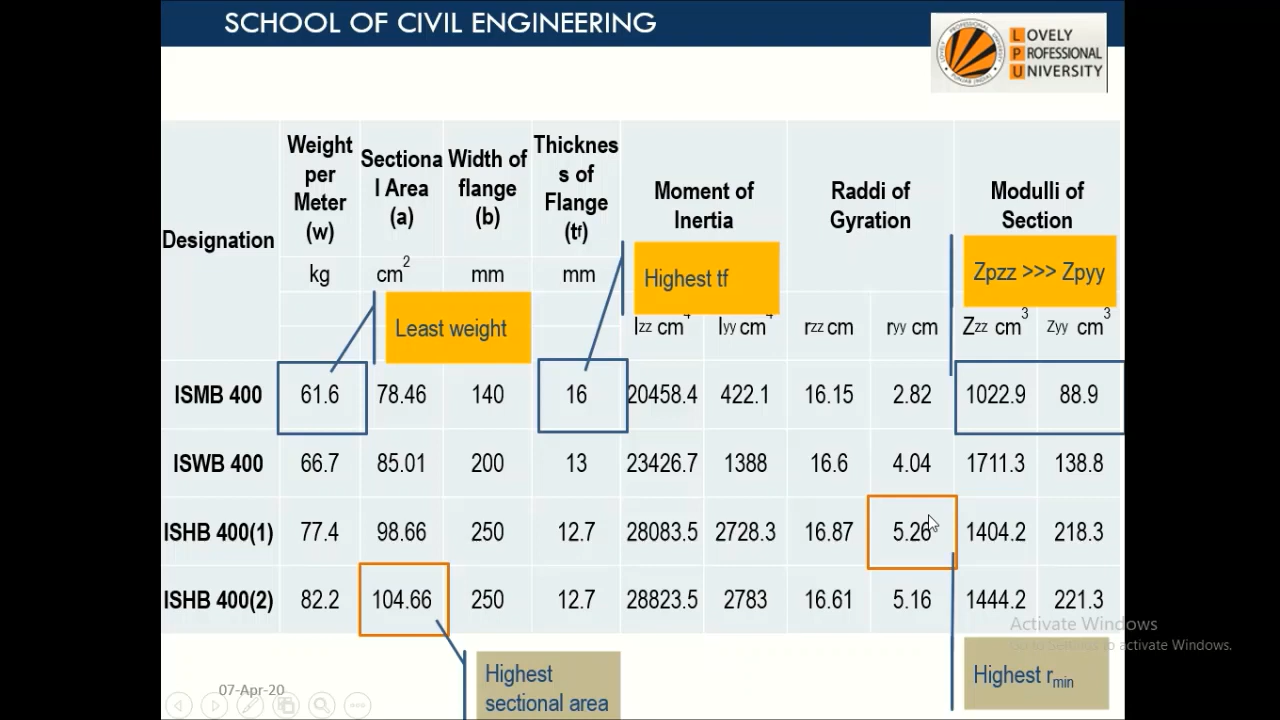 SCHOOL OF CIVIL ENGINEERING
LOVELY
PROFESSIONAL
UNIVERSITY
Designation
Weight
per
Meter
(w)
Sectiona
l Area
(a)
Width of
flange
(b)
Thicknes
s of
Flange
(tf)
Moment of
Inertia
Raddi of
Gyration
Modulli of
Section
kg cm2 mm mm
Least weight
Highest tf
Zpzz >>> Zpyy
Izz cm4 Iyy cm4 rzz cm ryy cm Zzz cm3 Zyy cm3
ISMB 400 61.6 78.46 140 16 20458.4 422.1 16.15 2.82 1022.9 88.9
ISWB 400 66.7 85.01 200 13 23426.7 1388 16.6 4.04 1711.3 138.8
ISHB 400(1) 77.4 98.66 250 12.7 28083.5 2728.3 16.87 5.26 1404.2 218.3
ISHB 400(2) 82.2 104.66 250 12.7 28823.5 2783 16.61 5.16 1444.2 221.3
Activate Windows
Go to Settings to activate Windows.
Highest
sectional area
Highest rmin
07-Apr-20